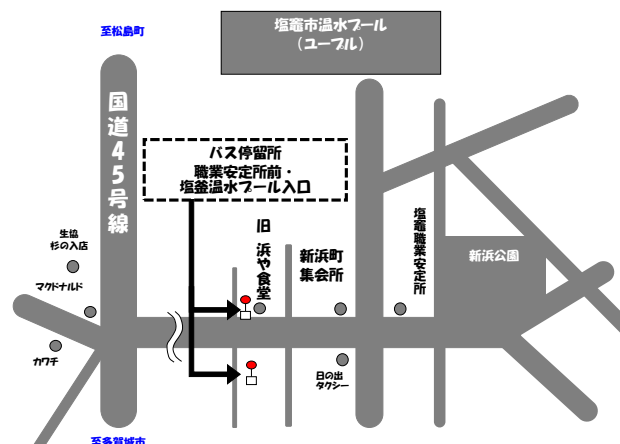 至松島町
塩竈市温水プール
(ユープル)
国道45号線
バス停留所
職業安定所前・
塩釜温水プール入口
生協
杉の入店
マクドナルド
カワチ
旧 浜や食堂
新浜町
集会所
塩竈職業安定所
新浜公園
日の出
タクシー
至多賀城市